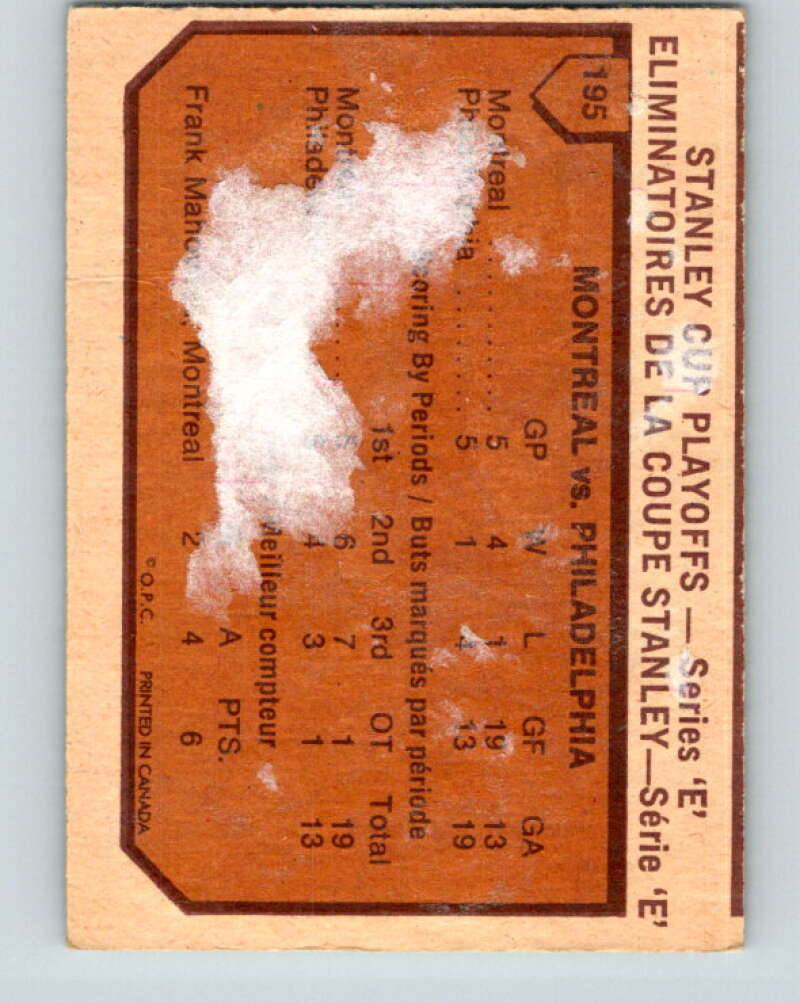 STANLEY CUP PLAYOFFS — Series 'E'
ELIMINATOIRES DE LA COUPE STANLEY—Série 'E'
195
MONTREAL vs. PHILADELPHIA
GP W L GF GA
Montreal ......... 5 4 1 19 13
....... 5 1 4 13 19
By Periods / Buts marqués par période
1st 2nd 3rd OT Total
6 7 1 19
4 3 1 13
Meilleur compteur
A PTS.
Frank Montreal 2 4 6
© O.P.C. PRINTED IN CANADA